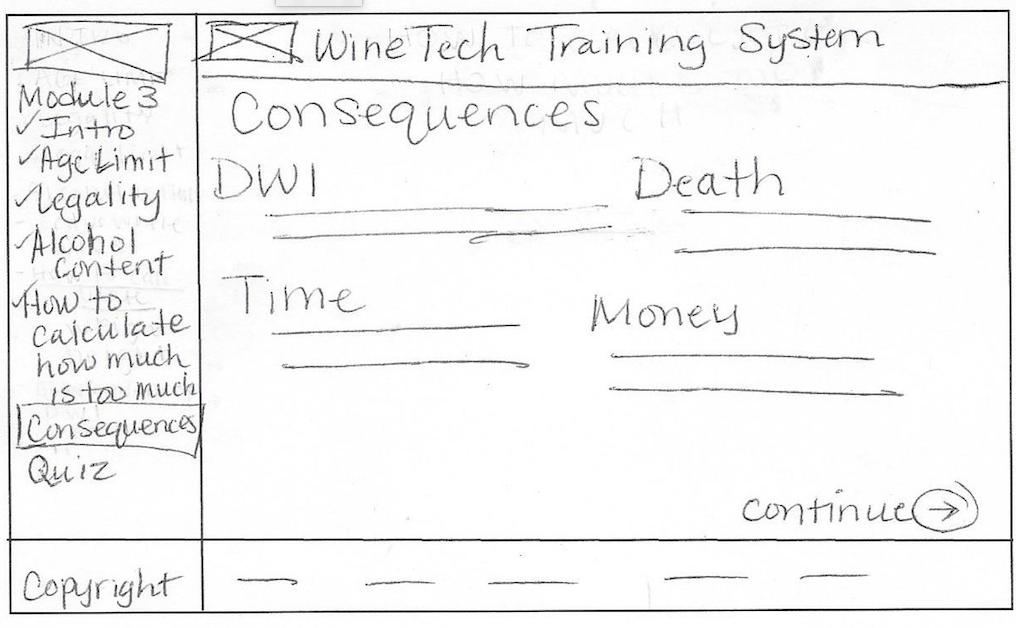 WineTech Training System
Module 3
✓ Intro
✓ Age Limit
✓ Legality
✓ Alcohol
Content
✓ How to
calculate
how much
is too much
Consequences
Quiz
Consequences
DWI
Death
Time
Money
continue →
Copyright